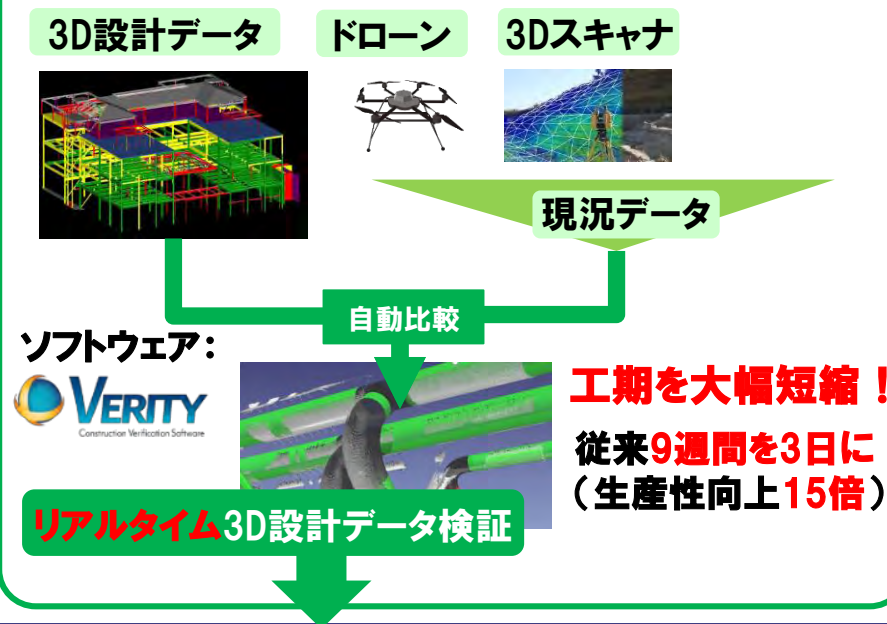 3D設計データ
ドローン
3Dスキャナ
現況データ
自動比較
ソフトウェア：
VERITY
Construction Verification Software
工期を大幅短縮！
従来9週間を3日に
（生産性向上15倍）
リアルタイム3D設計データ検証